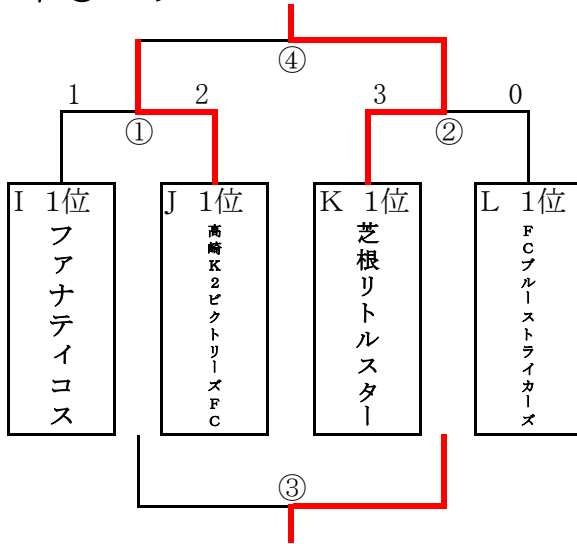 ④
1 2 3 0
① ②
I 1位 J 1位 K 1位 L 1位
ファナティコス
高崎K2ビクトリーズFC
芝根リトルスター
FCブルーストライカーズ
③